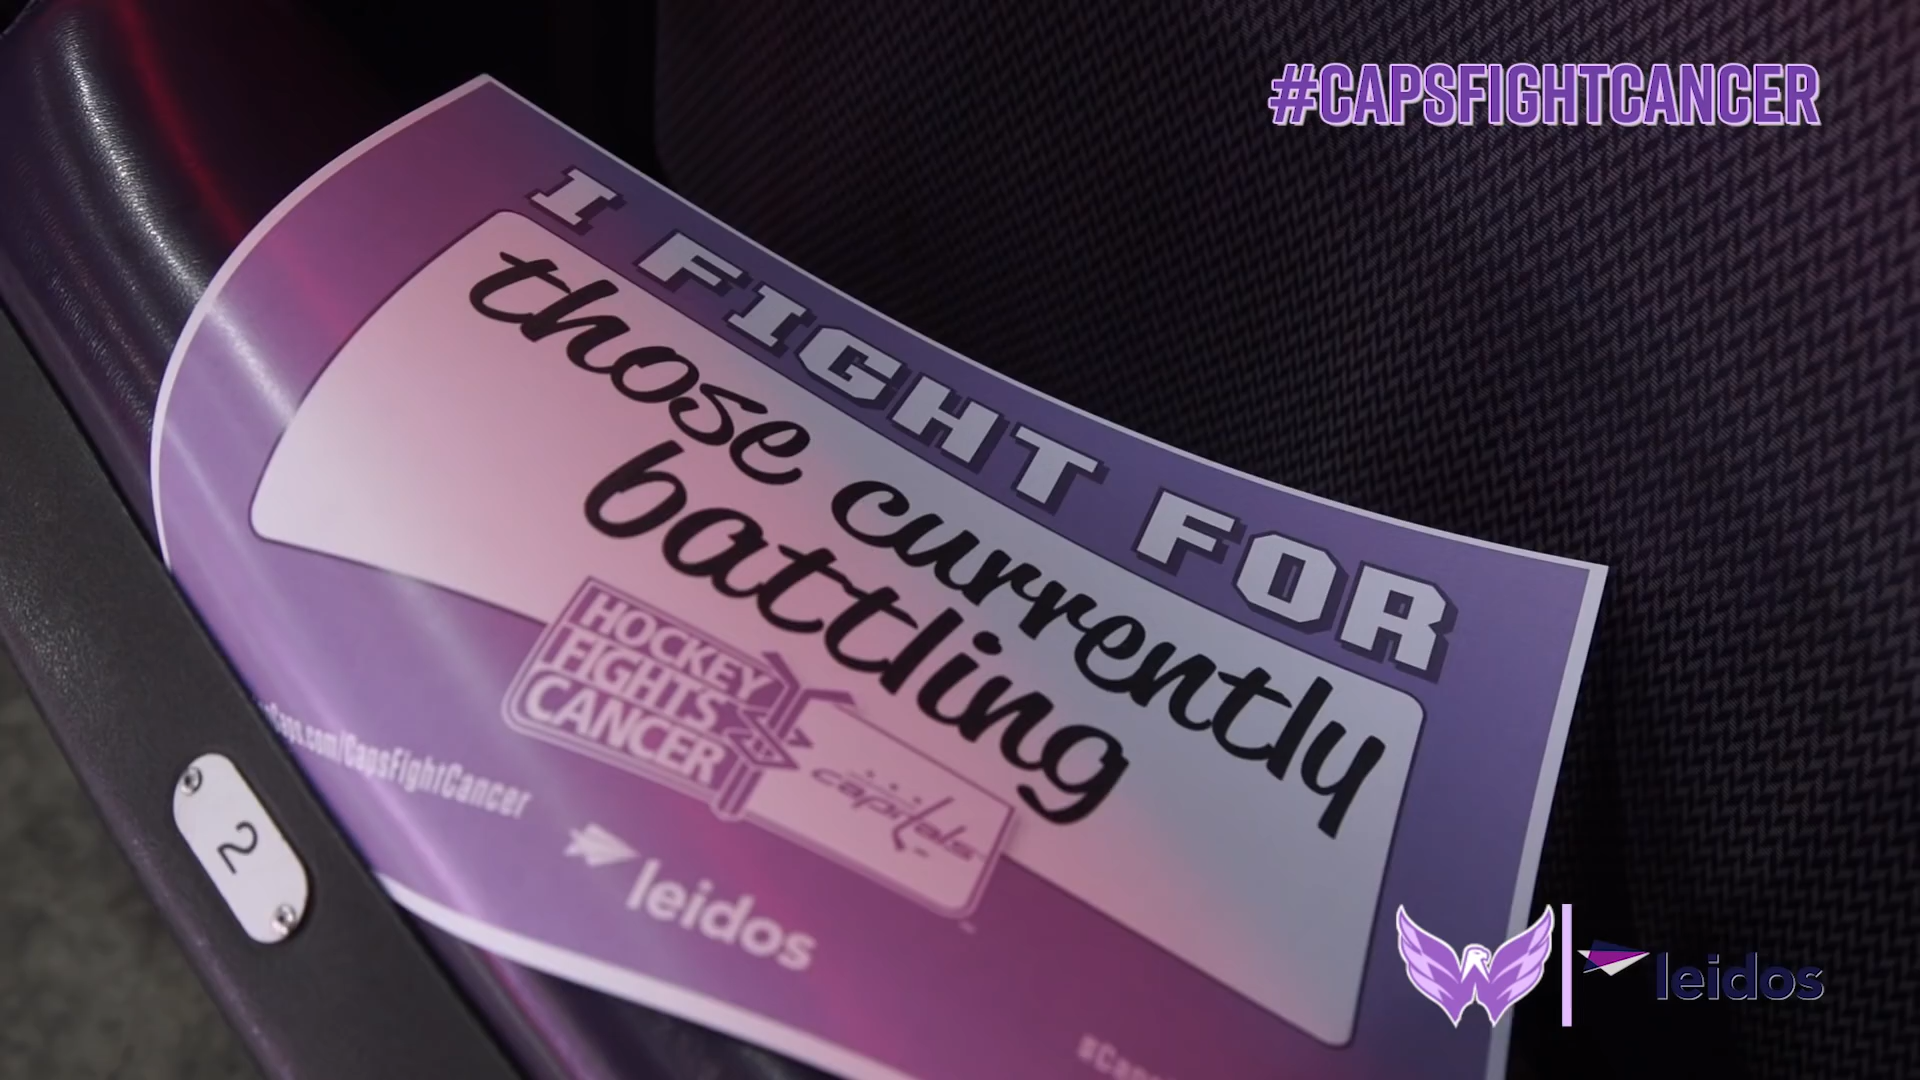 #CAPSFIGHTCANCER
I FIGHT FOR
those currently
battling
HOCKEY
FIGHTS
CANCER
capitals
Caps.com/CapsFightCancer
leidos
2
leidos